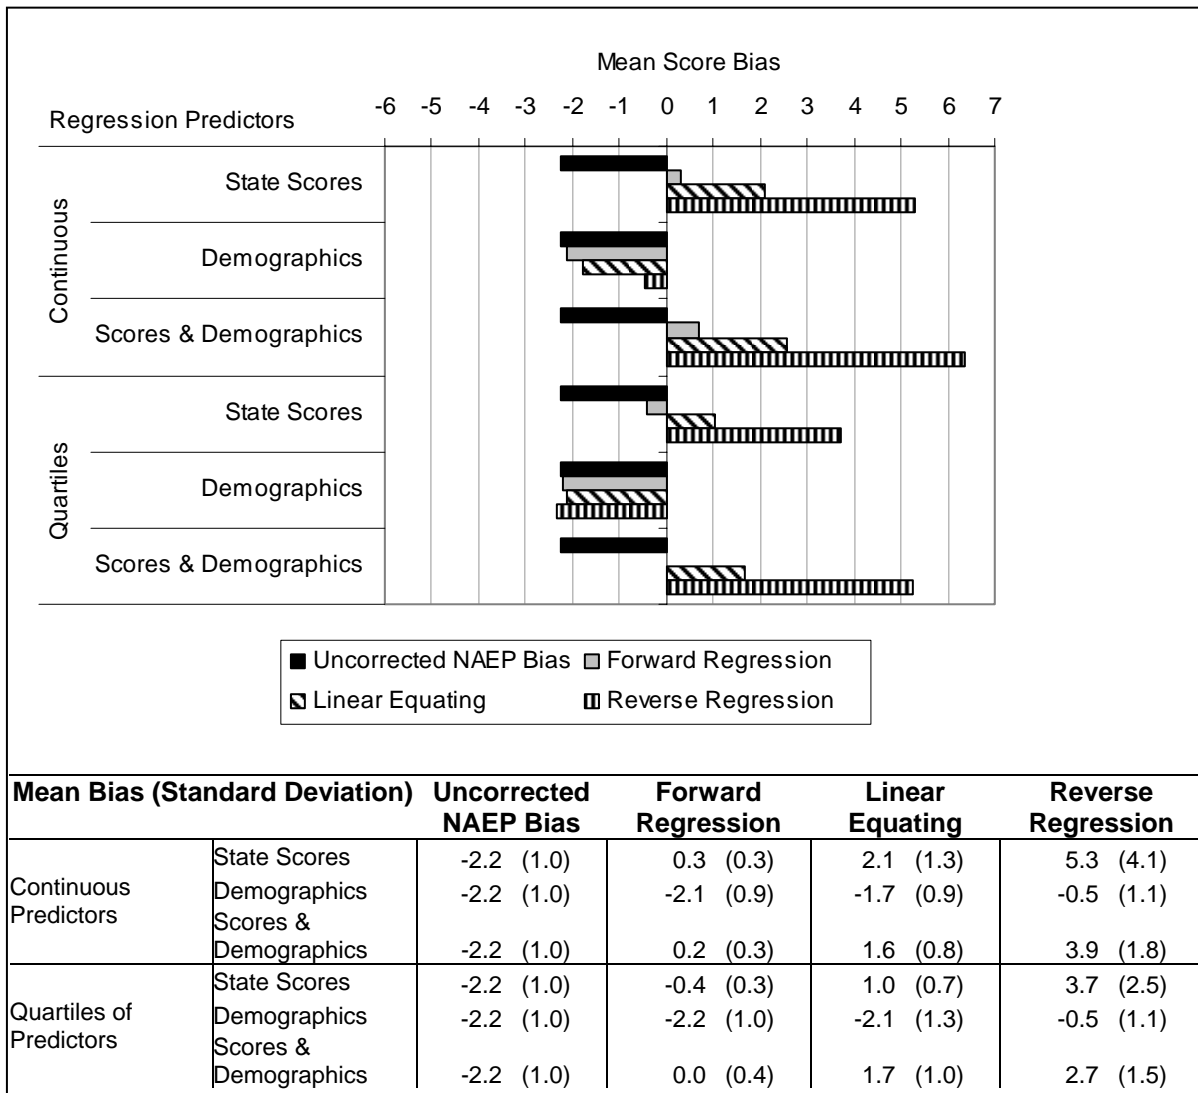 Mean Score Bias
-6 -5 -4 -3 -2 -1 0 1 2 3 4 5 6 7
Regression Predictors
Continuous
State Scores
Demographics
Scores & Demographics
Quartiles
State Scores
Demographics
Scores & Demographics
Uncorrected NAEP Bias Forward Regression
Linear Equating Reverse Regression
Mean Bias (Standard Deviation) Uncorrected Forward Linear Reverse
NAEP Bias Regression Equating Regression
State Scores -2.2 (1.0) 0.3 (0.3) 2.1 (1.3) 5.3 (4.1)
Continuous
Demographics -2.2 (1.0) -2.1 (0.9) -1.7 (0.9) -0.5 (1.1)
Predictors
Scores &
Demographics -2.2 (1.0) 0.2 (0.3) 1.6 (0.8) 3.9 (1.8)
State Scores -2.2 (1.0) -0.4 (0.3) 1.0 (0.7) 3.7 (2.5)
Quartiles of
Demographics -2.2 (1.0) -2.2 (1.0) -2.1 (1.3) -0.5 (1.1)
Predictors
Scores &
Demographics -2.2 (1.0) 0.0 (0.4) 1.7 (1.0) 2.7 (1.5)